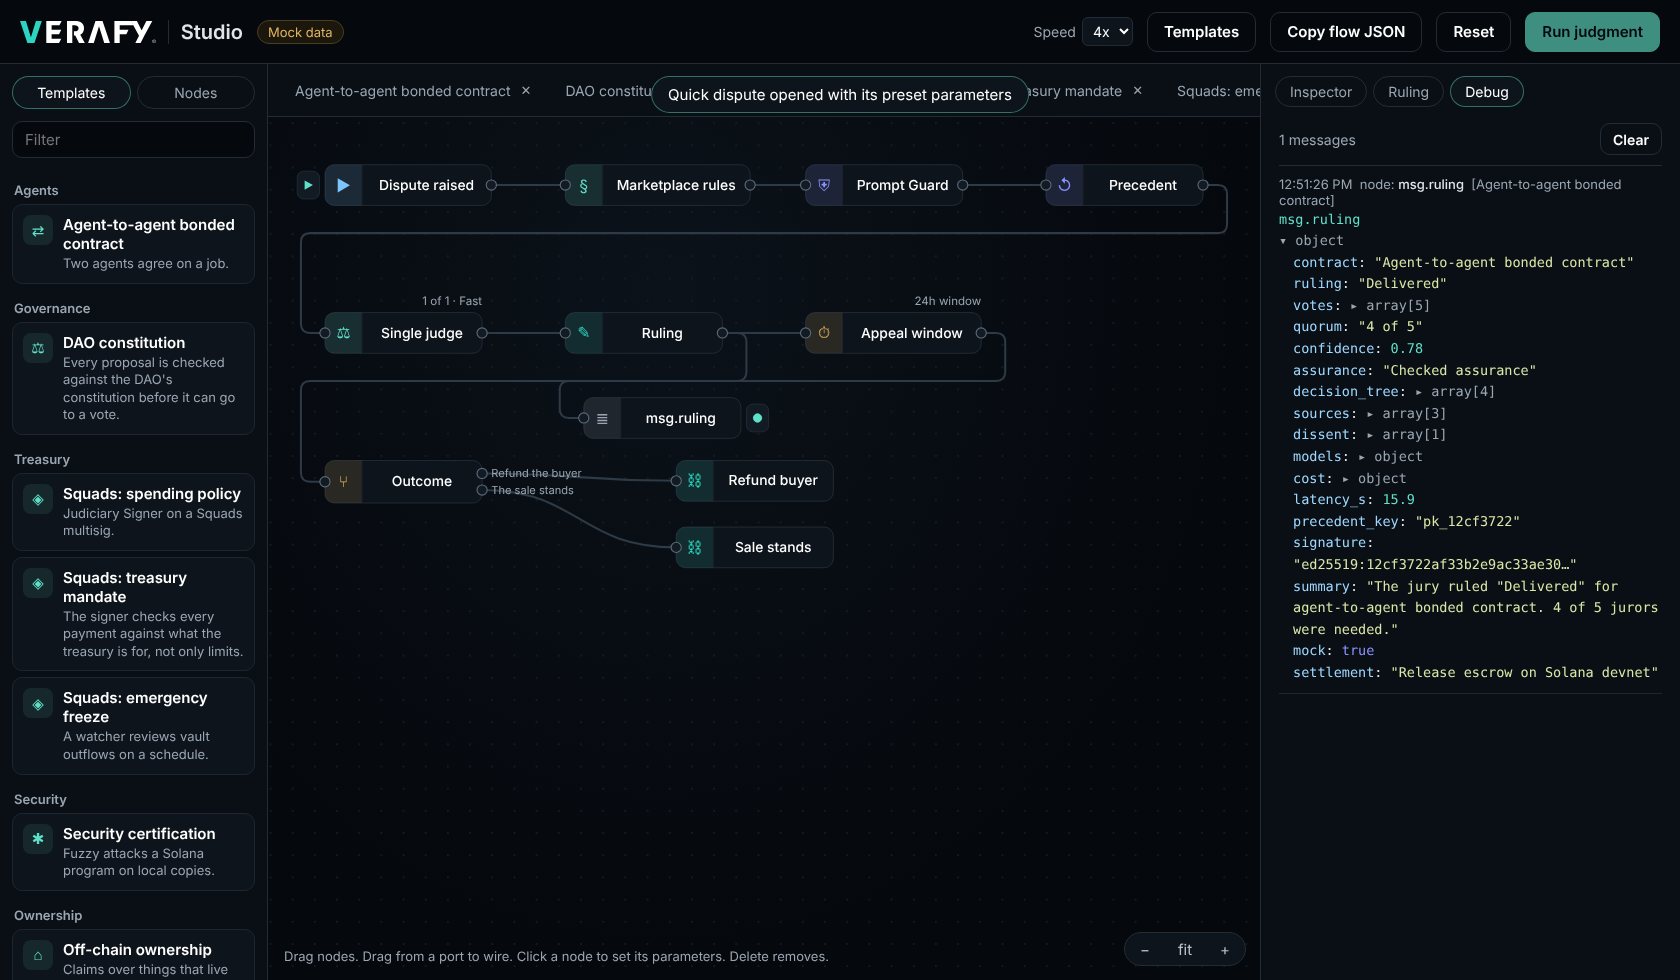 VERAFY
Studio
Mock data
Speed
4x
Templates
Copy flow JSON
Reset
Run judgment
Templates
Nodes
Filter
Agents
Agent-to-agent bonded
contract
Two agents agree on a job.
Governance
DAO constitution
Every proposal is checked
against the DAO's
constitution before it can go
to a vote.
Treasury
Squads: spending policy
Judiciary Signer on a Squads
multisig.
Squads: treasury
mandate
The signer checks every
payment against what the
treasury is for, not only limits.
Squads: emergency
freeze
A watcher reviews vault
outflows on a schedule.
Security
Security certification
Fuzzy attacks a Solana
program on local copies.
Ownership
Off-chain ownership
Claims over things that live
Agent-to-agent bonded contract ×
DAO constitu
Quick dispute opened with its preset parameters
asury mandate ×
Squads: eme
Dispute raised
§ Marketplace rules
Prompt Guard
Precedent
1 of 1 · Fast
24h window
Single judge
Ruling
Appeal window
msg.ruling
Outcome
Refund the buyer
The sale stands
Refund buyer
Sale stands
Drag nodes. Drag from a port to wire. Click a node to set its parameters. Delete removes.
− fit +
Inspector
Ruling
Debug
1 messages
Clear
12:51:26 PM node: msg.ruling [Agent-to-agent bonded
contract]
msg.ruling
▾ object
contract: "Agent-to-agent bonded contract"
ruling: "Delivered"
votes: ▸ array[5]
quorum: "4 of 5"
confidence: 0.78
assurance: "Checked assurance"
decision_tree: ▸ array[4]
sources: ▸ array[3]
dissent: ▸ array[1]
models: ▸ object
cost: ▸ object
latency_s: 15.9
precedent_key: "pk_12cf3722"
signature:
"ed25519:12cf3722af33b2e9ac33ae30…"
summary: "The jury ruled "Delivered" for
agent-to-agent bonded contract. 4 of 5 jurors
were needed."
mock: true
settlement: "Release escrow on Solana devnet"